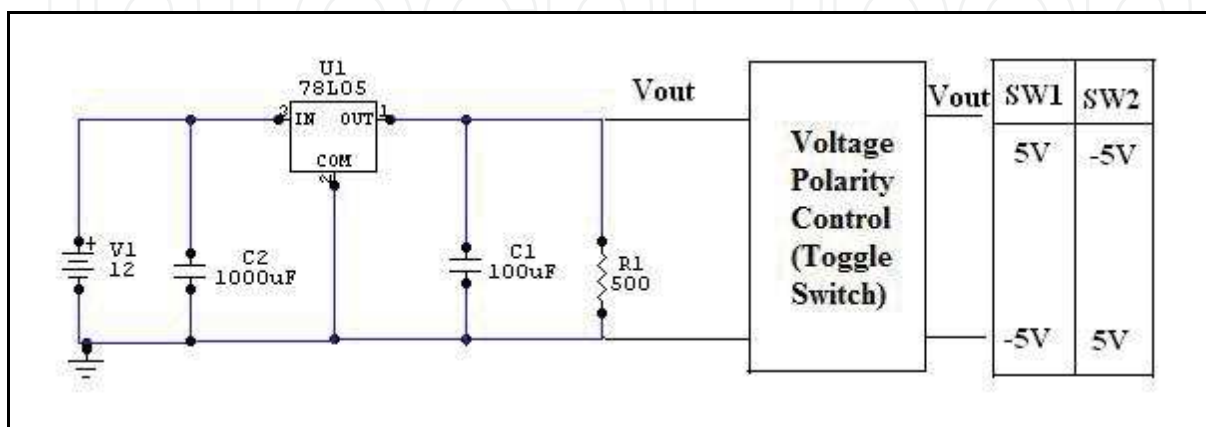 U1
78L05
3 IN OUT 1
COM
2
V1
12
C2
1000uF
C1
100uF
R1
500
Vout
Voltage
Polarity
Control
(Toggle
Switch)
Vout
SW1 SW2
5V -5V
-5V 5V